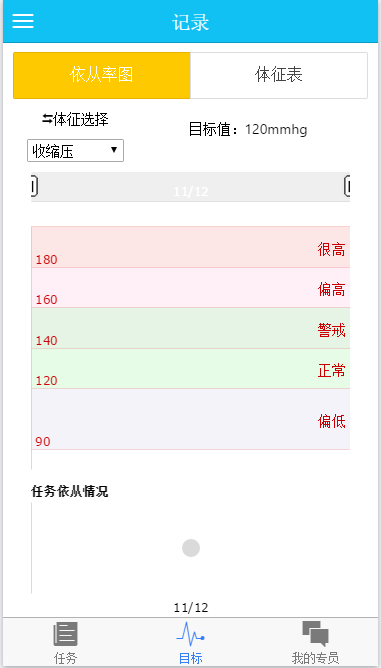 记录
依从率图 体征表
⇆体征选择
目标值：120mmhg
收缩压
11/12
很高
180
偏高
160
警戒
140
正常
120
偏低
90
任务依从情况
11/12
任务 目标 我的专员